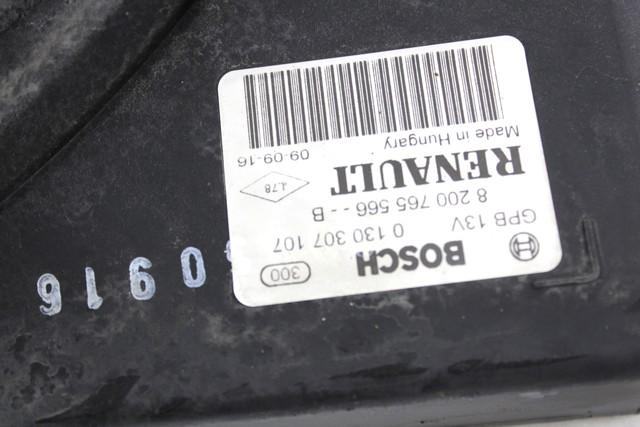 BOSCH 300
GPB 13V 0 130 307 107
8 200 765 566 -- B
RENAULT J.78
Made in Hungary 09-09-16
0916